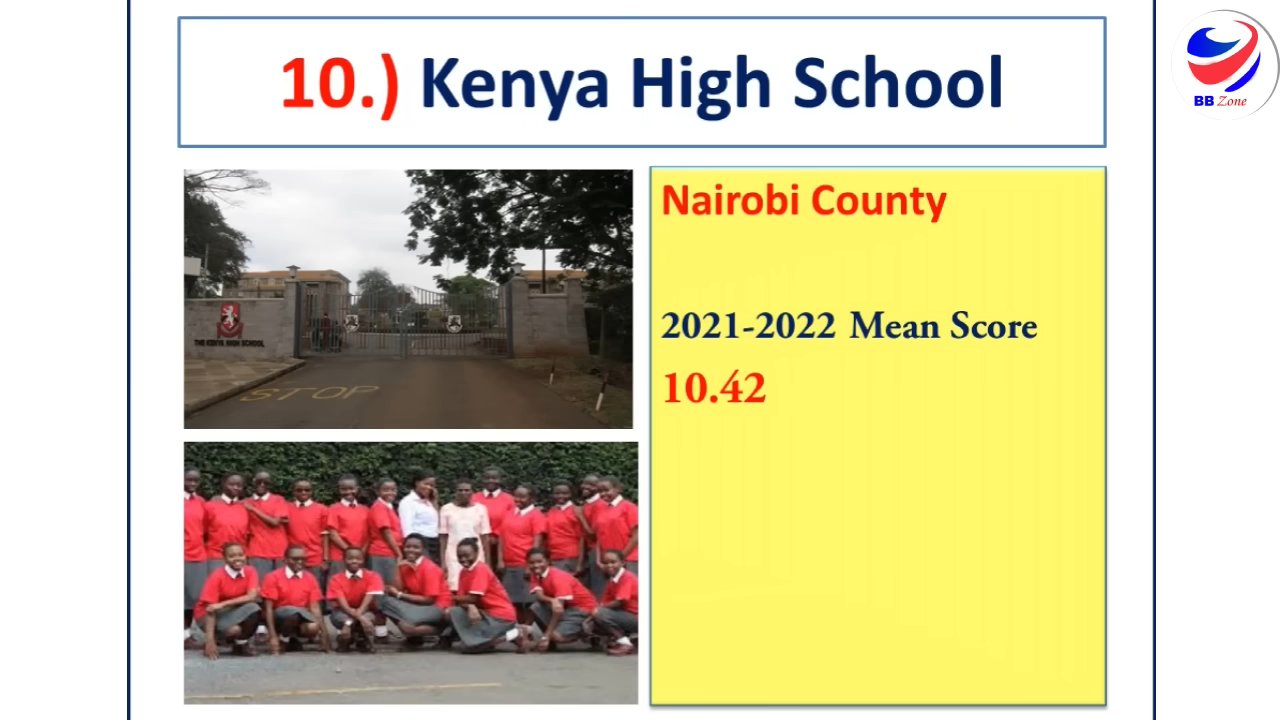 10.) Kenya High School
BB Zone
Nairobi County
2021-2022 Mean Score
10.42
THE KENYA HIGH SCHOOL
STOP